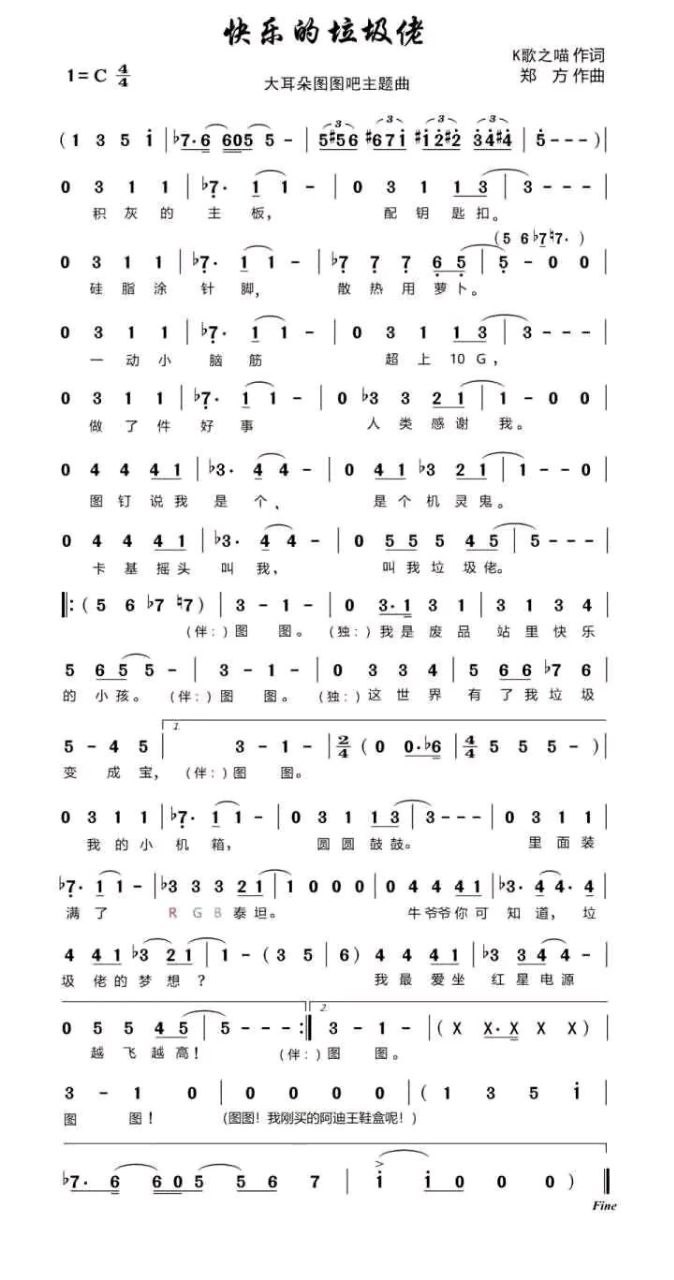 快乐的垃圾佬
K歌之喵 作词
1=C 4/4
大耳朵图图吧主题曲
郑 方 作曲
(1 3 5 i | ♭7· 6 605 5 - | 5♯56 ♯67i ♯i2♯2 34♯4 | 5 - - -)|
0 3 1 1 | ♭7· 1 1 - | 0 3 1 1 3 | 3 - - - |
积 灰 的 主 板， 配 钥 匙 扣。
(5 6 ♭7 ♮7·)
0 3 1 1 | ♭7· 1 1 - | ♭7 7 7 6 5 | 5 - 0 0 |
硅 脂 涂 针 脚， 散 热 用 萝 卜。
0 3 1 1 | ♭7· 1 1 - | 0 3 1 1 3 | 3 - - - |
一 动 小 脑 筋 超 上 10 G，
0 3 1 1 | ♭7· 1 1 - | 0 ♭3 3 2 1 | 1 - 0 0 |
做 了 件 好 事 人 类 感 谢 我。
0 4 4 4 1 | ♭3· 4 4 - | 0 4 1 ♭3 2 1 | 1 - - 0 |
图 钉 说 我 是 个、 是 个 机 灵 鬼。
0 4 4 4 1 | ♭3· 4 4 - | 0 5 5 5 4 5 | 5 - - - |
卡 基 摇 头 叫 我， 叫 我 垃 圾 佬。
‖: (5 6 ♭7 ♮7) | 3 - 1 - | 0 3·1 3 1 | 3 1 3 4 |
(伴：)图 图。 (独：)我 是 废 品 站 里 快 乐
5 6 5 5 - | 3 - 1 - | 0 3 3 4 | 5 6 6 ♭7 6 |
的 小 孩。 (伴：)图 图。 (独：)这 世 界 有 了 我 垃 圾
1.
5 - 4 5 | 3 - 1 - | 2/4 (0 0·♭6 | 4/4 5 5 5 -)|
变 成 宝， (伴：)图 图。
0 3 1 1 | ♭7· 1 1 - | 0 3 1 1 3 | 3 - - - | 0 3 1 1 |
我 的 小 机 箱， 圆 圆 鼓 鼓。 里 面 装
♭7· 1 1 - | ♭3 3 3 2 1 | 1 0 0 0 | 0 4 4 4 1 | ♭3· 4 4· 4 |
满 了 R G B 泰 坦。 牛 爷 爷 你 可 知 道， 垃
4 4 1 ♭3 2 1 | 1 - (3 5 | 6) 4 4 4 1 | ♭3 3 4 4 - |
圾 佬 的 梦 想？ 我 最 爱 坐 红 星 电 源
2.
0 5 5 4 5 | 5 - - - :‖ 3 - 1 - | (X X·X X X) |
越 飞 越 高！ (伴：)图 图。
3 - 1 0 | 0 0 0 0 | (1 3 5 i |
图 图！ (图图！我刚买的阿迪王鞋盒呢！)
♭7· 6 6 0 5 5 5 6 7 | i i 0 0 0) ‖
Fine